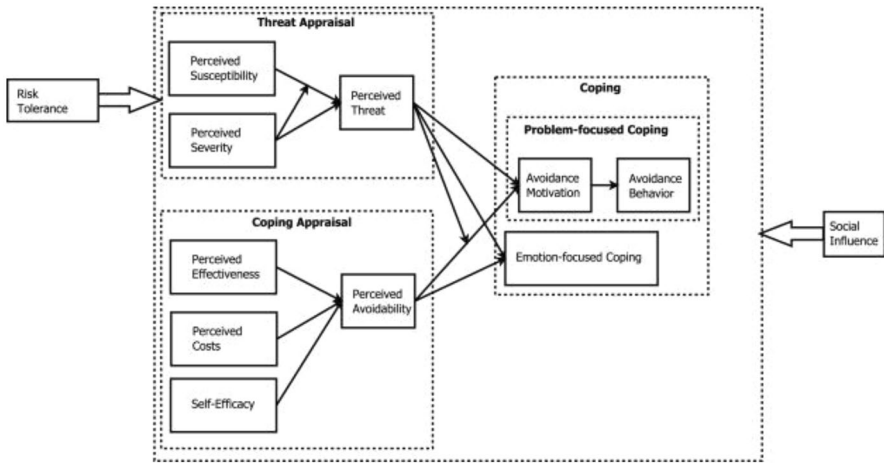 Threat Appraisal
Perceived
Susceptibility
Perceived
Severity
Perceived
Threat
Risk
Tolerance
Coping
Problem-focused Coping
Avoidance
Motivation
Avoidance
Behavior
Emotion-focused Coping
Social
Influence
Coping Appraisal
Perceived
Effectiveness
Perceived
Avoidability
Perceived
Costs
Self-Efficacy